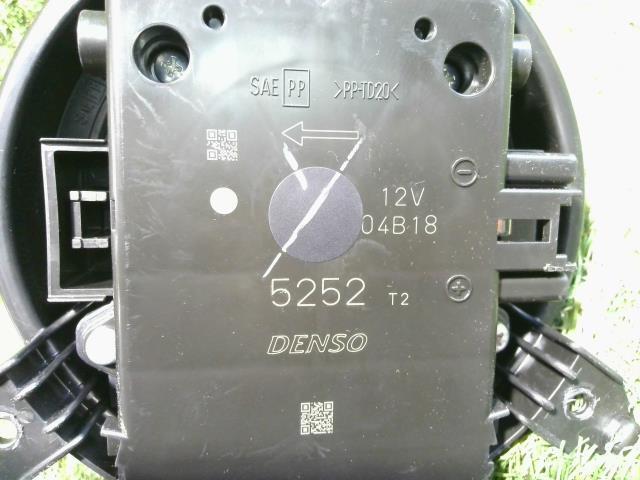 SAE PP >PP-TD20<
12V
04B18
5252 T2
DENSO